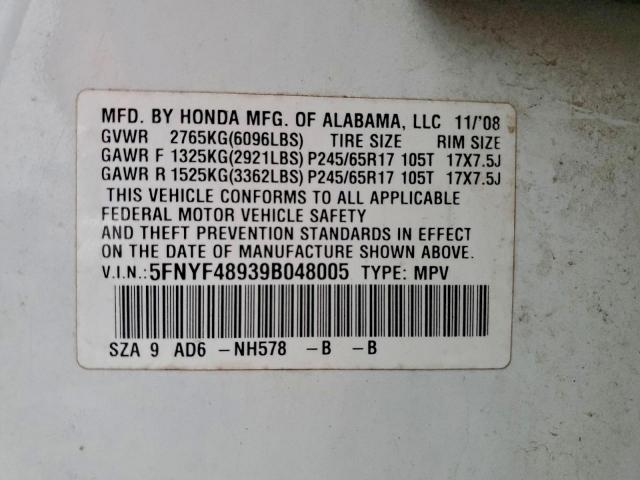 MFD. BY HONDA MFG. OF ALABAMA, LLC 11/'08
GVWR 2765KG(6096LBS) TIRE SIZE RIM SIZE
GAWR F 1325KG(2921LBS) P245/65R17 105T 17X7.5J
GAWR R 1525KG(3362LBS) P245/65R17 105T 17X7.5J
THIS VEHICLE CONFORMS TO ALL APPLICABLE
FEDERAL MOTOR VEHICLE SAFETY
AND THEFT PREVENTION STANDARDS IN EFFECT
ON THE DATE OF MANUFACTURE SHOWN ABOVE.
V.I.N.: 5FNYF48939B048005 TYPE: MPV
SZA 9 AD6 -NH578 -B -B